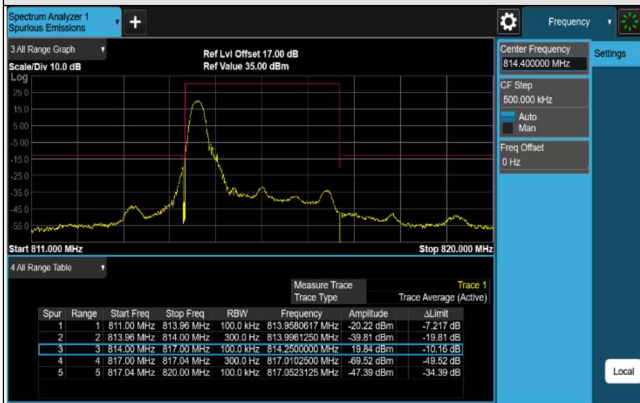 Spectrum Analyzer 1
Spurious Emissions
Frequency
3 All Range Graph
Scale/Div 10.0 dB
Ref Lvl Offset 17.00 dB
Ref Value 35.00 dBm
Log
25.0
15.0
5.00
-5.00
-15.0
-25.0
-35.0
-45.0
-55.0
Start 811.000 MHz
Stop 820.000 MHz
4 All Range Table
Measure Trace Trace 1
Trace Type Trace Average (Active)
Spur Range Start Freq Stop Freq RBW Frequency Amplitude ΔLimit
1 1 811.00 MHz 813.96 MHz 100.0 kHz 813.9580617 MHz -20.22 dBm -7.217 dB
2 2 813.96 MHz 814.00 MHz 300.0 Hz 813.9961250 MHz -39.81 dBm -19.81 dB
3 3 814.00 MHz 817.00 MHz 100.0 kHz 814.2500000 MHz 19.84 dBm -10.16 dB
4 4 817.00 MHz 817.04 MHz 300.0 Hz 817.0102500 MHz -69.52 dBm -49.52 dB
5 5 817.04 MHz 820.00 MHz 100.0 kHz 817.0523125 MHz -47.39 dBm -34.39 dB
Center Frequency
814.400000 MHz
CF Step
500.000 kHz
Auto
Man
Freq Offset
0 Hz
Settings
Local